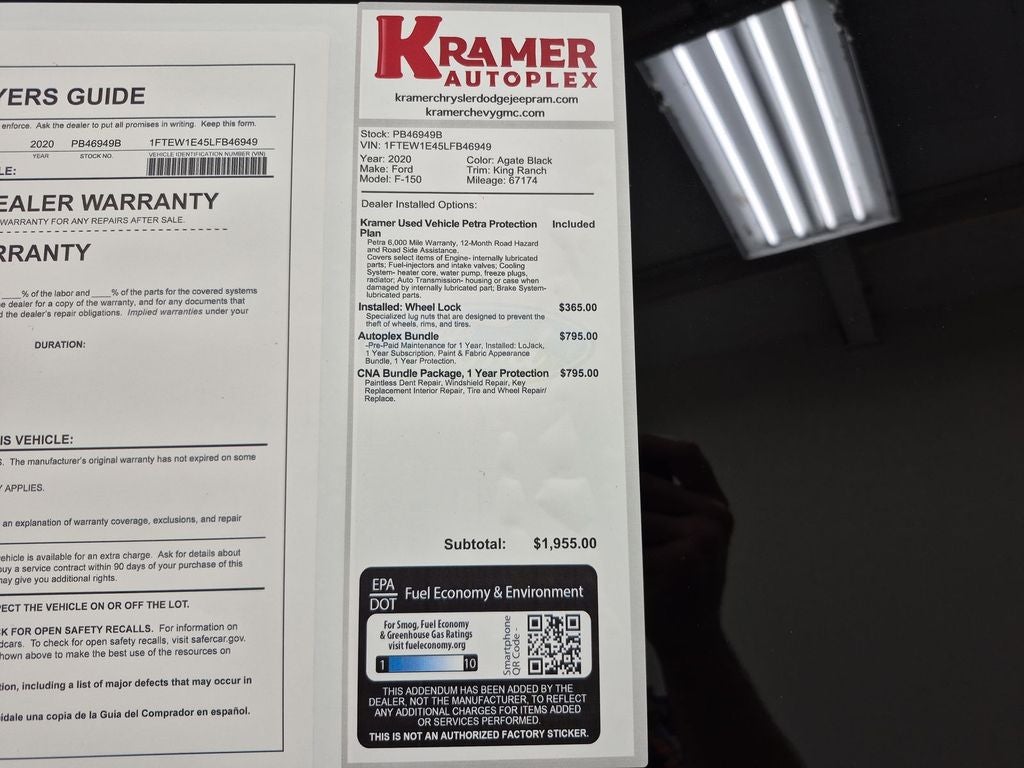 YERS GUIDE
enforce. Ask the dealer to put all promises in writing. Keep this form.
2020 PB46949B 1FTEW1E45LFB46949
YEAR STOCK NO. VEHICLE IDENTIFICATION NUMBER (VIN)
LE:
EALER WARRANTY
WARRANTY FOR ANY REPAIRS AFTER SALE.
RRANTY
____% of the labor and ____% of the parts for the covered systems
e dealer for a copy of the warranty, and for any documents that
d the dealer's repair obligations. Implied warranties under your
DURATION:
IS VEHICLE:
S. The manufacturer's original warranty has not expired on some
Y APPLIES.
an explanation of warranty coverage, exclusions, and repair
ehicle is available for an extra charge. Ask for details about
buy a service contract within 90 days of your purchase of this
may give you additional rights.
PECT THE VEHICLE ON OR OFF THE LOT.
CK FOR OPEN SAFETY RECALLS. For information on
dcars. To check for open safety recalls, visit safercar.gov.
hown above to make the best use of the resources on
tion, including a list of major defects that may occur in
idale una copia de la Guia del Comprador en español.
KRAMER
AUTOPLEX
kramerchryslerdodgejeepram.com
kramerchevygmc.com
Stock: PB46949B
VIN: 1FTEW1E45LFB46949
Year: 2020 Color: Agate Black
Make: Ford Trim: King Ranch
Model: F-150 Mileage: 67174
Dealer Installed Options:
Kramer Used Vehicle Petra Protection Included
Plan
Petra 6,000 Mile Warranty, 12-Month Road Hazard
and Road Side Assistance.
Covers select items of Engine- internally lubricated
parts; Fuel-injectors and intake valves; Cooling
System- heater core, water pump, freeze plugs,
radiator; Auto Transmission- housing or case when
damaged by internally lubricated part; Brake System-
lubricated parts.
Installed: Wheel Lock $365.00
Specialized lug nuts that are designed to prevent the
theft of wheels, rims, and tires.
Autoplex Bundle $795.00
-Pre-Paid Maintenance for 1 Year, Installed: LoJack,
1 Year Subscription, Paint & Fabric Appearance
Bundle, 1 Year Protection.
CNA Bundle Package, 1 Year Protection $795.00
Paintless Dent Repair, Windshield Repair, Key
Replacement Interior Repair, Tire and Wheel Repair/
Replace.
Subtotal: $1,955.00
EPA
DOT
Fuel Economy & Environment
For Smog, Fuel Economy
& Greenhouse Gas Ratings
visit fueleconomy.org
1 10
Smartphone
QR Code -
THIS ADDENDUM HAS BEEN ADDED BY THE
DEALER, NOT THE MANUFACTURER, TO REFLECT
ANY ADDITIONAL CHARGES FOR ITEMS ADDED
OR SERVICES PERFORMED.
THIS IS NOT AN AUTHORIZED FACTORY STICKER.